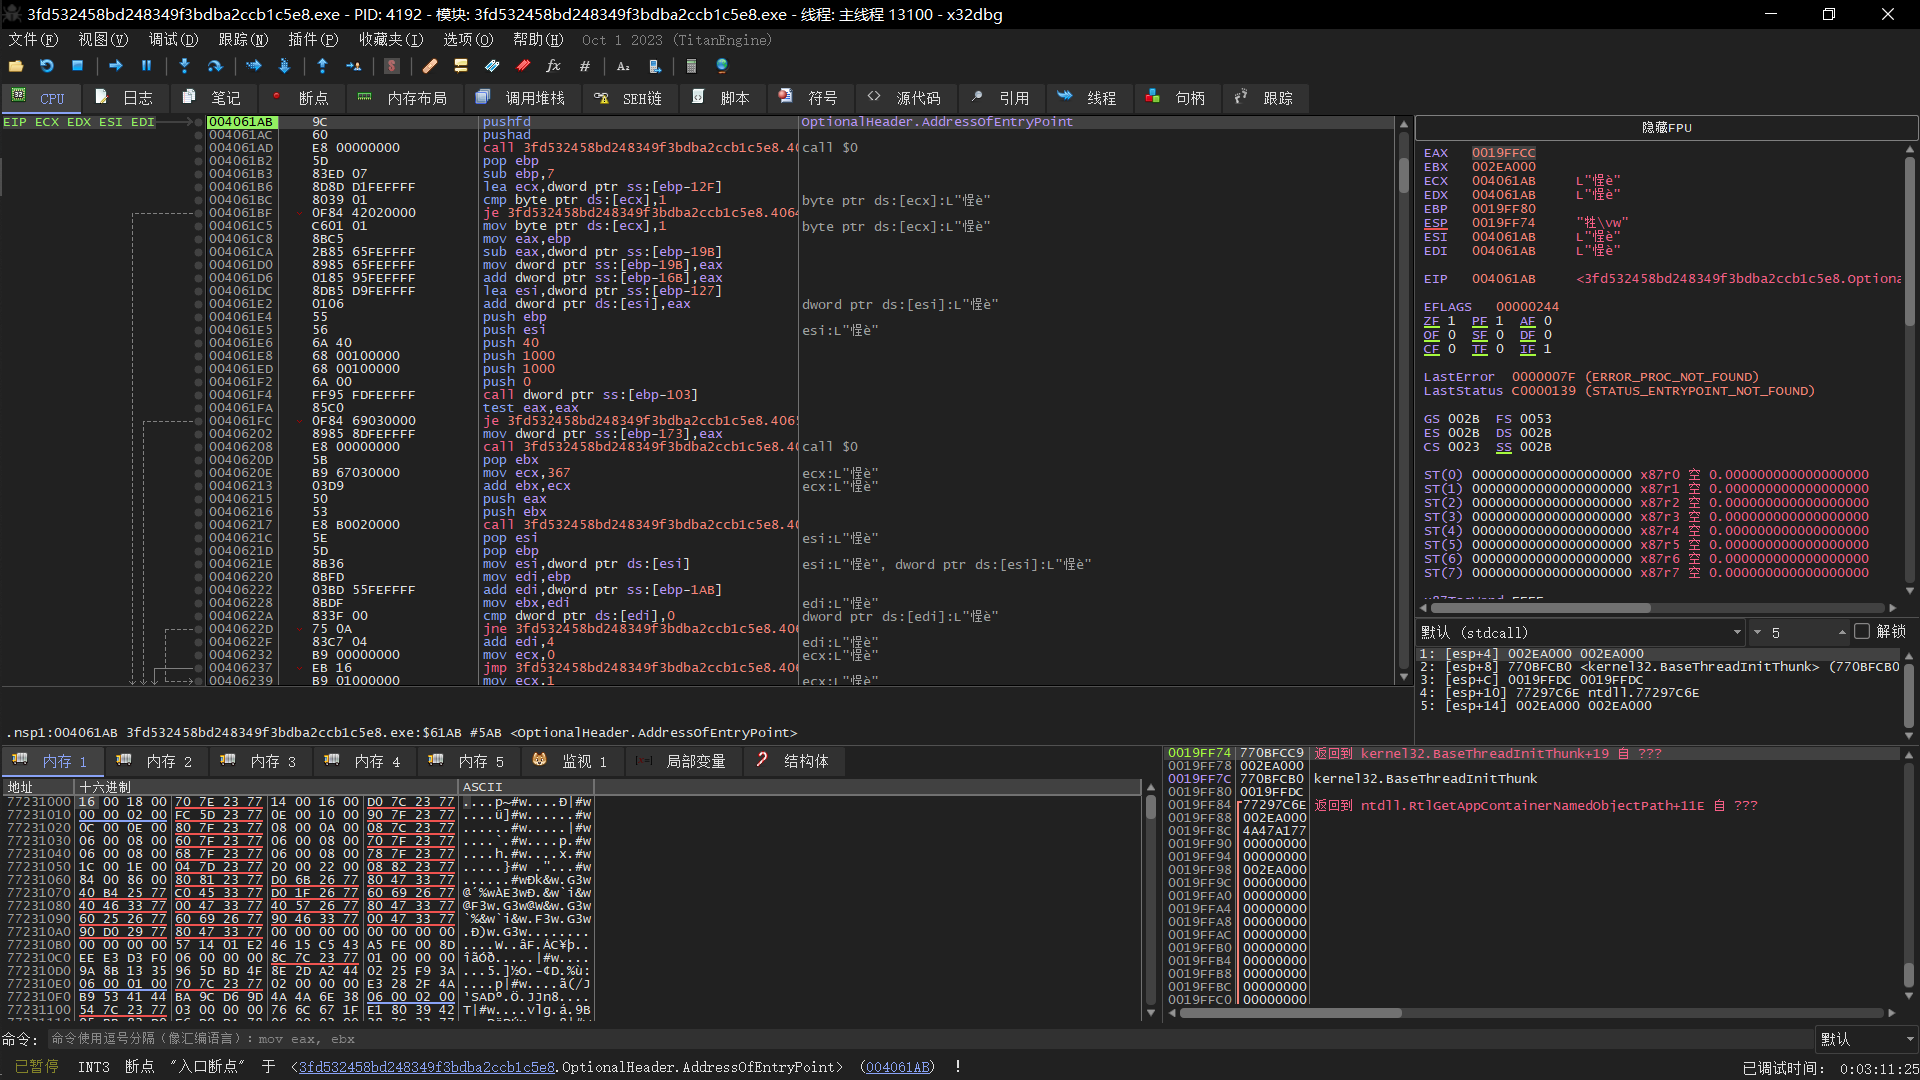 3fd532458bd248349f3bdba2ccb1c5e8.exe - PID: 4192 - 模块: 3fd532458bd248349f3bdba2ccb1c5e8.exe - 线程: 主线程 13100 - x32dbg
文件(F) 视图(V) 调试(D) 跟踪(N) 插件(P) 收藏夹(I) 选项(O) 帮助(H) Oct 1 2023 (TitanEngine)
CPU 日志 笔记 断点 内存布局 调用堆栈 SEH链 脚本 符号 源代码 引用 线程 句柄 跟踪
EIP ECX EDX ESI EDI
004061AB 9C pushfd OptionalHeader.AddressOfEntryPoint
004061AC 60 pushad
004061AD E8 00000000 call 3fd532458bd248349f3bdba2ccb1c5e8.40 call $0
004061B2 5D pop ebp
004061B3 83ED 07 sub ebp,7
004061B6 8D8D D1FEFFFF lea ecx,dword ptr ss:[ebp-12F]
004061BC 8039 01 cmp byte ptr ds:[ecx],1 byte ptr ds:[ecx]:L"惺è"
004061BF 0F84 42020000 je 3fd532458bd248349f3bdba2ccb1c5e8.406
004061C5 C601 01 mov byte ptr ds:[ecx],1 byte ptr ds:[ecx]:L"惺è"
004061C8 8BC5 mov eax,ebp
004061CA 2B85 65FEFFFF sub eax,dword ptr ss:[ebp-19B]
004061D0 8985 65FEFFFF mov dword ptr ss:[ebp-19B],eax
004061D6 0185 95FEFFFF add dword ptr ss:[ebp-16B],eax
004061DC 8DB5 D9FEFFFF lea esi,dword ptr ss:[ebp-127]
004061E2 0106 add dword ptr ds:[esi],eax dword ptr ds:[esi]:L"惺è"
004061E4 55 push ebp
004061E5 56 push esi esi:L"惺è"
004061E6 6A 40 push 40
004061E8 68 00100000 push 1000
004061ED 68 00100000 push 1000
004061F2 6A 00 push 0
004061F4 FF95 FDFEFFFF call dword ptr ss:[ebp-103]
004061FA 85C0 test eax,eax
004061FC 0F84 69030000 je 3fd532458bd248349f3bdba2ccb1c5e8.406
00406202 8985 8DFEFFFF mov dword ptr ss:[ebp-173],eax
00406208 E8 00000000 call 3fd532458bd248349f3bdba2ccb1c5e8.40 call $0
0040620D 5B pop ebx
0040620E B9 67030000 mov ecx,367 ecx:L"惺è"
00406213 03D9 add ebx,ecx ecx:L"惺è"
00406215 50 push eax
00406216 53 push ebx
00406217 E8 B0020000 call 3fd532458bd248349f3bdba2ccb1c5e8.40
0040621C 5E pop esi esi:L"惺è"
0040621D 5D pop ebp
0040621E 8B36 mov esi,dword ptr ds:[esi] esi:L"惺è", dword ptr ds:[esi]:L"惺è"
00406220 8BFD mov edi,ebp
00406222 03BD 55FEFFFF add edi,dword ptr ss:[ebp-1AB]
00406228 8BDF mov ebx,edi edi:L"惺è"
0040622A 833F 00 cmp dword ptr ds:[edi],0 dword ptr ds:[edi]:L"惺è"
0040622D 75 0A jne 3fd532458bd248349f3bdba2ccb1c5e8.40
0040622F 83C7 04 add edi,4 edi:L"惺è"
00406232 B9 00000000 mov ecx,0 ecx:L"惺è"
00406237 EB 16 jmp 3fd532458bd248349f3bdba2ccb1c5e8.40
00406239 B9 01000000 mov ecx,1 ecx:L"惺è"
隐藏FPU
EAX 0019FFCC
EBX 002EA000
ECX 004061AB L"惺è"
EDX 004061AB L"惺è"
EBP 0019FF80
ESP 0019FF74
ESI 004061AB L"惺è"
EDI 004061AB L"惺è"
EIP 004061AB <3fd532458bd248349f3bdba2ccb1c5e8.Optiona
EFLAGS 00000244
ZF 1 PF 1 AF 0
OF 0 SF 0 DF 0
CF 0 TF 0 IF 1
LastError 0000007F (ERROR_PROC_NOT_FOUND)
LastStatus C0000139 (STATUS_ENTRYPOINT_NOT_FOUND)
GS 002B FS 0053
ES 002B DS 002B
CS 0023 SS 002B
ST(0) 00000000000000000000 x87r0 空 0.000000000000000000
ST(1) 00000000000000000000 x87r1 空 0.000000000000000000
ST(2) 00000000000000000000 x87r2 空 0.000000000000000000
ST(3) 00000000000000000000 x87r3 空 0.000000000000000000
ST(4) 00000000000000000000 x87r4 空 0.000000000000000000
ST(5) 00000000000000000000 x87r5 空 0.000000000000000000
ST(6) 00000000000000000000 x87r6 空 0.000000000000000000
ST(7) 00000000000000000000 x87r7 空 0.000000000000000000
默认 (stdcall) 5 解锁
1: [esp+4] 002EA000 002EA000
2: [esp+8] 770BFCB0 <kernel32.BaseThreadInitThunk> (770BFCB0
3: [esp+C] 0019FFDC 0019FFDC
4: [esp+10] 77297C6E ntdll.77297C6E
5: [esp+14] 002EA000 002EA000
.nsp1:004061AB 3fd532458bd248349f3bdba2ccb1c5e8.exe:$61AB #5AB <OptionalHeader.AddressOfEntryPoint>
内存 1 内存 2 内存 3 内存 4 内存 5 监视 1 局部变量 结构体
地址 十六进制 ASCII
77231000 16 00 18 00 70 7E 23 77 14 00 16 00 D0 7C 23 77 ....p~#w....Ð|#w
77231010 00 00 02 00 FC 5D 23 77 0E 00 10 00 90 7F 23 77 ....ü]#w......#w
77231020 0C 00 0E 00 80 7F 23 77 08 00 0A 00 08 7C 23 77 ......#w.....|#w
77231030 06 00 08 00 60 7F 23 77 06 00 08 00 70 7F 23 77 ....`.#w....p.#w
77231040 06 00 08 00 68 7F 23 77 06 00 08 00 78 7F 23 77 ....h.#w....x.#w
77231050 1C 00 1E 00 04 7D 23 77 20 00 22 00 08 82 23 77 .....}#w ."...#w
77231060 84 00 86 00 80 81 23 77 D0 6B 26 77 80 47 33 77 ......#wÐk&w.G3w
77231070 40 B4 25 77 C0 45 33 77 D0 1F 26 77 60 69 26 77 @´%wÀE3wÐ.&w`i&w
77231080 40 46 33 77 00 47 33 77 40 57 26 77 80 47 33 77 @F3w.G3w@W&w.G3w
77231090 60 25 26 77 60 69 26 77 90 46 33 77 00 47 33 77 `%&w`i&w.F3w.G3w
772310A0 90 D0 29 77 80 47 33 77 00 00 00 00 00 00 00 00 .Ð)w.G3w........
772310B0 00 00 00 00 57 14 01 E2 46 15 C5 43 A5 FE 00 8D ....W..âF.ÅC¥þ..
772310C0 EE E3 D3 F0 06 00 00 00 8C 7C 23 77 01 00 00 00 îãÓð.....|#w....
772310D0 9A 8B 13 35 96 5D BD 4F 8E 2D A2 44 02 25 F9 3A ...5.]½O.-¢D.%ù:
772310E0 06 00 01 00 70 7C 23 77 02 00 00 00 E3 28 2F 4A ....p|#w....ã(/J
772310F0 B9 53 41 44 BA 9C D6 9D 4A 4A 6E 38 06 00 02 00 ¹SADº.Ö.JJn8....
77231100 54 7C 23 77 03 00 00 00 76 6C 67 1F E1 80 39 42 T|#w....vlg.á.9B
0019FF74 770BFCC9 返回到 kernel32.BaseThreadInitThunk+19 自 ???
0019FF78 002EA000
0019FF7C 770BFCB0 kernel32.BaseThreadInitThunk
0019FF80 0019FFDC
0019FF84 77297C6E 返回到 ntdll.RtlGetAppContainerNamedObjectPath+11E 自 ???
0019FF88 002EA000
0019FF8C 4A47A177
0019FF90 00000000
0019FF94 00000000
0019FF98 002EA000
0019FF9C 00000000
0019FFA0 00000000
0019FFA4 00000000
0019FFA8 00000000
0019FFAC 00000000
0019FFB0 00000000
0019FFB4 00000000
0019FFB8 00000000
0019FFBC 00000000
0019FFC0 00000000
命令: 命令使用逗号分隔（像汇编语言）: mov eax, ebx 默认
已暂停 INT3 断点 "入口断点" 于 <3fd532458bd248349f3bdba2ccb1c5e8.OptionalHeader.AddressOfEntryPoint> (004061AB) ! 已调试时间: 0:03:11:25